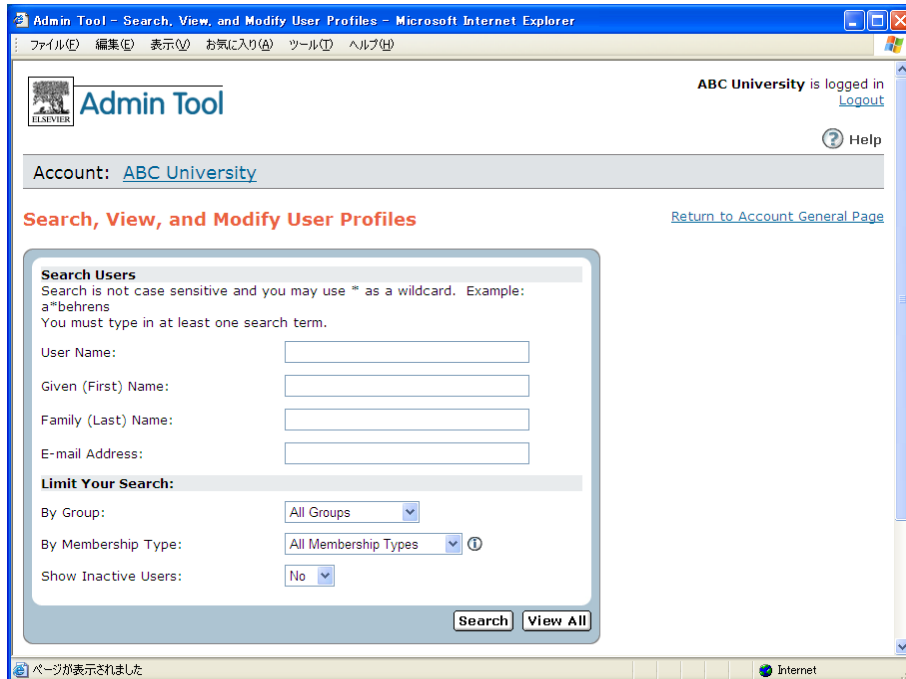 Admin Tool - Search, View, and Modify User Profiles - Microsoft Internet Explorer
ファイル(F) 編集(E) 表示(V) お気に入り(A) ツール(T) ヘルプ(H)
ABC University is logged in
Logout
ELSEVIER
Admin Tool
Help
Account: ABC University
Search, View, and Modify User Profiles
Return to Account General Page
Search Users
Search is not case sensitive and you may use * as a wildcard. Example:
a*behrens
You must type in at least one search term.
User Name:
Given (First) Name:
Family (Last) Name:
E-mail Address:
Limit Your Search:
By Group: All Groups
By Membership Type: All Membership Types
Show Inactive Users: No
Search View All
ページが表示されました Internet